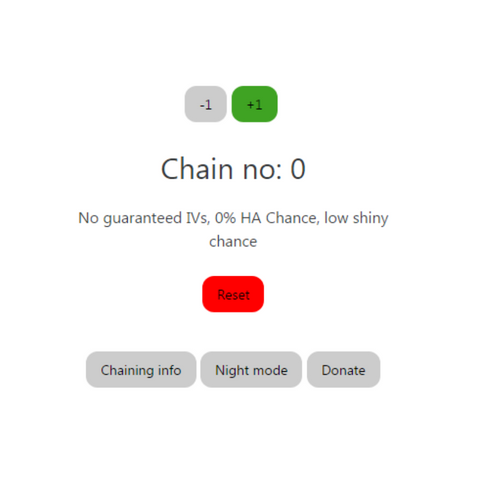 -1 +1
Chain no: 0
No guaranteed IVs, 0% HA Chance, low shiny
chance
Reset
Chaining info Night mode Donate